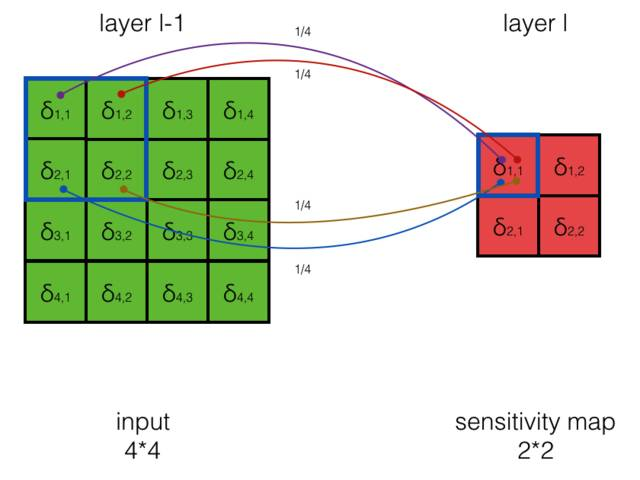 layer l-1
layer l
1/4
1/4
δ1,1 δ1,2 δ1,3 δ1,4
δ2,1 δ2,2 δ2,3 δ2,4
δ3,1 δ3,2 δ3,3 δ3,4
δ4,1 δ4,2 δ4,3 δ4,4
δ1,1 δ1,2
δ2,1 δ2,2
1/4
1/4
input
4*4
sensitivity map
2*2